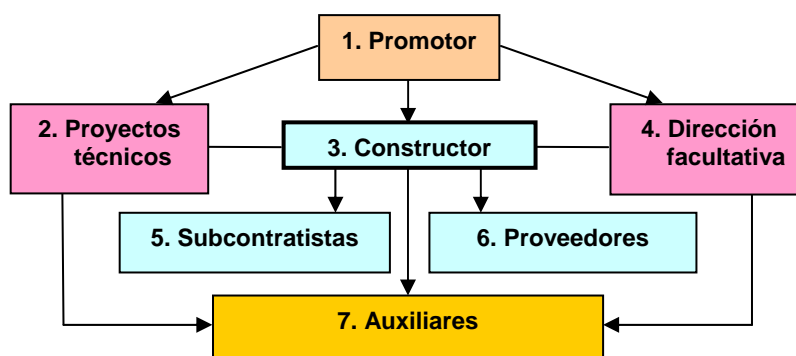 1. Promotor
2. Proyectos
técnicos
3. Constructor
4. Dirección
facultativa
5. Subcontratistas
6. Proveedores
7. Auxiliares